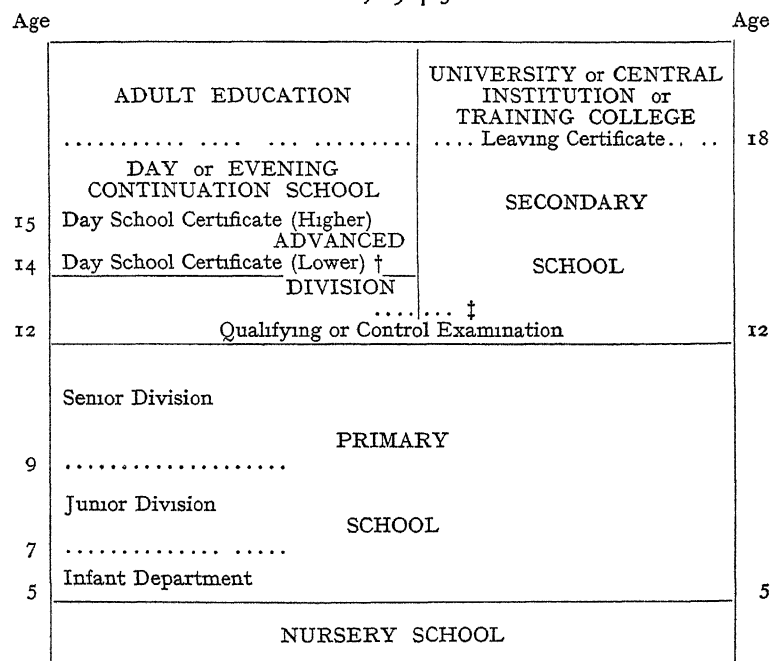 Age Age
ADULT EDUCATION
UNIVERSITY or CENTRAL
INSTITUTION or
TRAINING COLLEGE
.... Leaving Certificate.. .. 18
DAY or EVENING
CONTINUATION SCHOOL
SECONDARY
15 Day School Certificate (Higher)
ADVANCED
14 Day School Certificate (Lower) †
SCHOOL
DIVISION
....... ‡
12 Qualifying or Control Examination 12
Senior Division
PRIMARY
9
Junior Division
SCHOOL
7
Infant Department
5 5
NURSERY SCHOOL